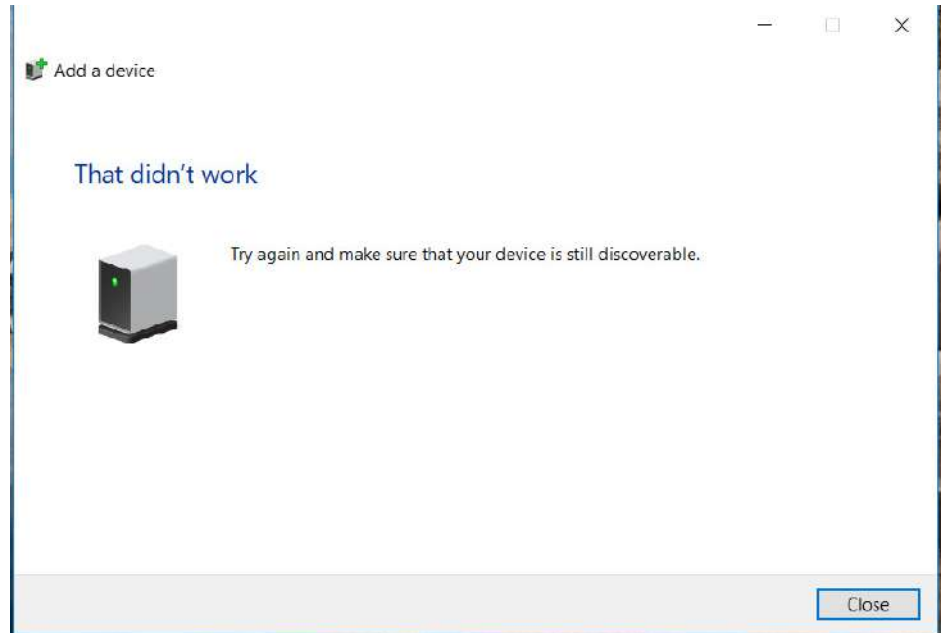 Add a device
That didn't work
Try again and make sure that your device is still discoverable.
Close